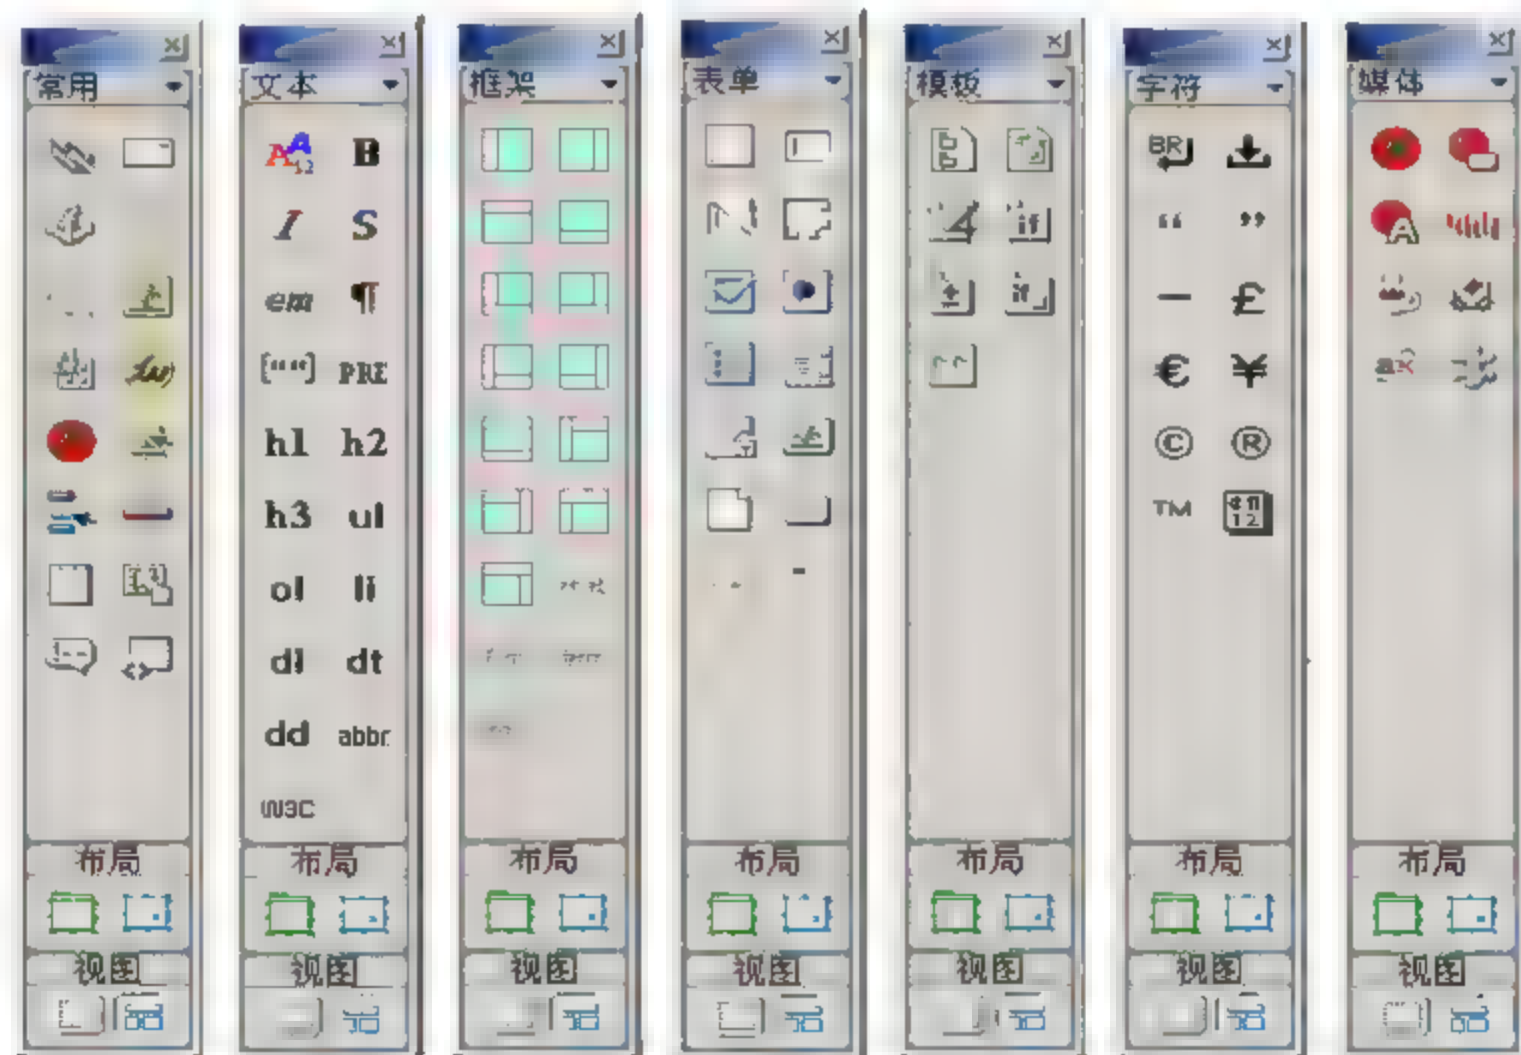 常用
文本
框架
表单
模板
字符
媒体
B
I
S
em
¶
[““]
PRE
h1
h2
h3
ul
ol
li
dl
dt
dd
abbr.
W3C
if
if
BR
“
”
—
£
€
¥
©
®
TM
A
布局
布局
布局
布局
布局
布局
布局
视图
视图
视图
视图
视图
视图
视图